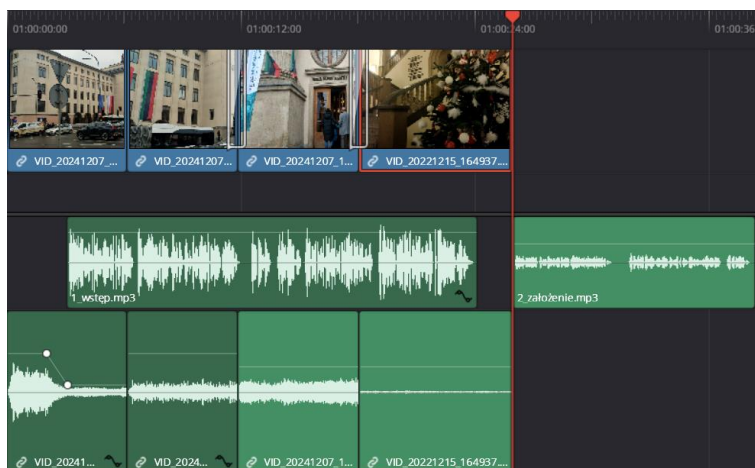 01:00:00:00
01:00:12:00
01:00:24:00
01:00:36
VID_20241207_...
VID_20241207...
VID_20241207_1...
VID_20221215_164937....
1_wstęp.mp3
2_założenie.mp3
VID_20241...
VID_2024...
VID_20241207_1...
VID_20221215_164937....